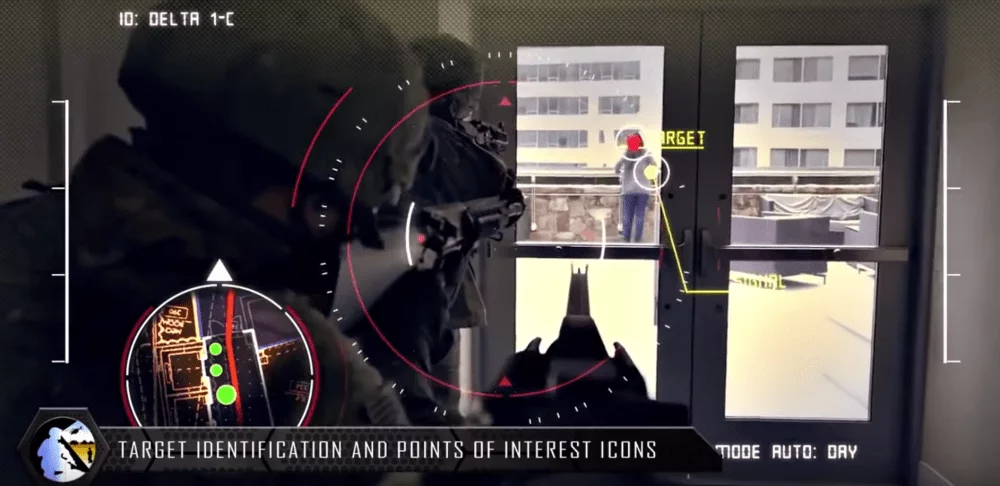 ID: DELTA 1-C
TARGET
TARGET IDENTIFICATION AND POINTS OF INTEREST ICONS
MODE AUTO: DAY